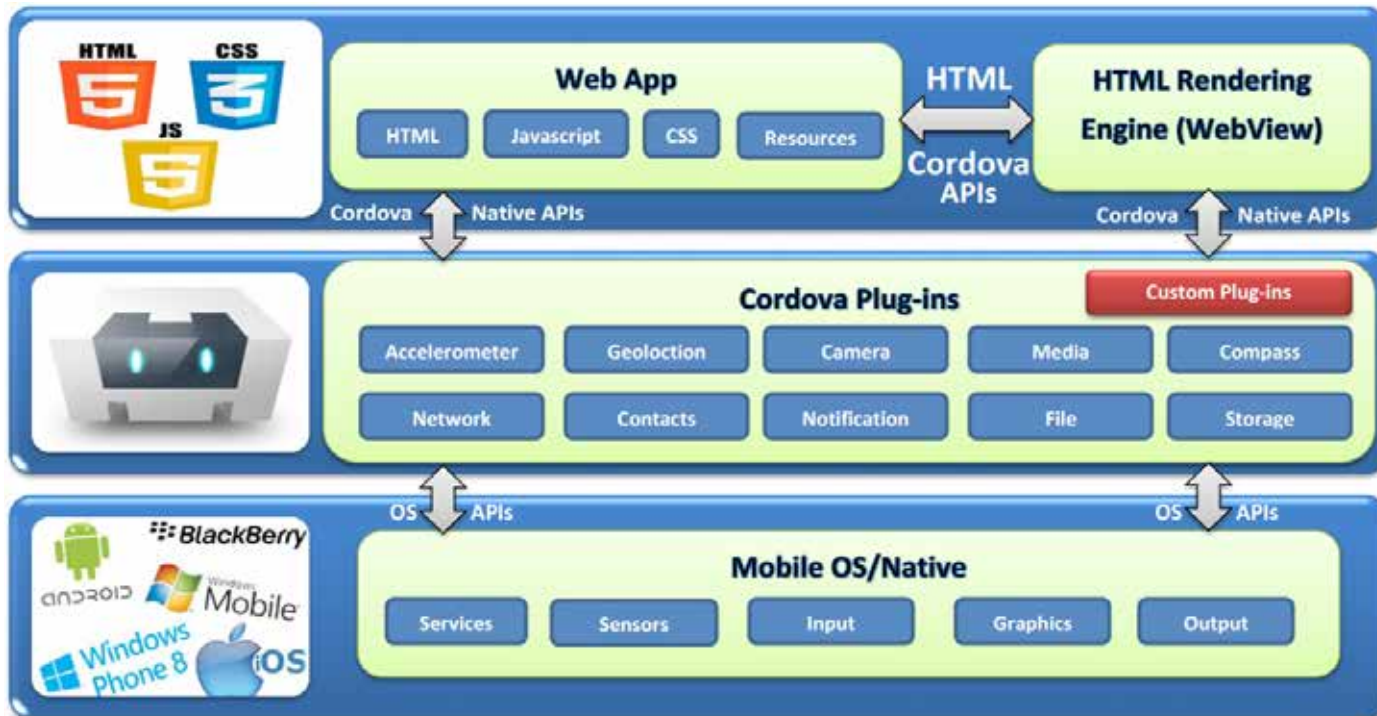 HTML
5
CSS
3
JS
5
Web App
HTML
Javascript
CSS
Resources
HTML
Cordova
APIs
HTML Rendering
Engine (WebView)
Cordova
Native APIs
Cordova
Native APIs
Cordova Plug-ins
Custom Plug-ins
Accelerometer
Geoloction
Camera
Media
Compass
Network
Contacts
Notification
File
Storage
OS
APIs
OS
APIs
ANDROID
BlackBerry
Windows
Mobile
Windows
Phone 8
iOS
Mobile OS/Native
Services
Sensors
Input
Graphics
Output